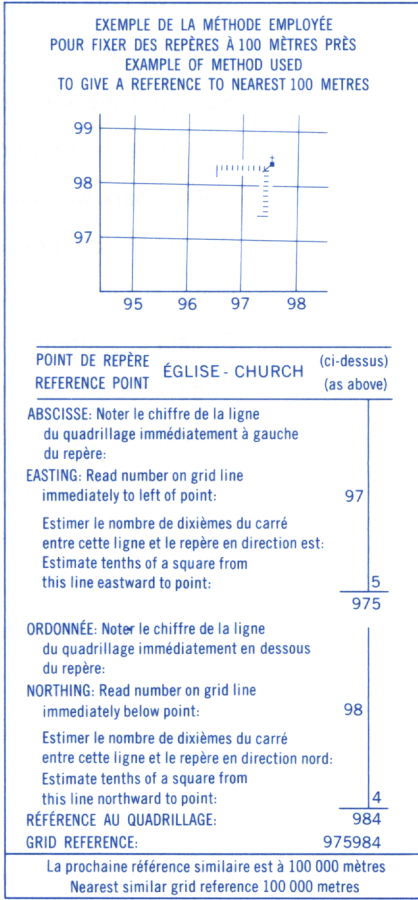 EXEMPLE DE LA MÉTHODE EMPLOYÉE
POUR FIXER DES REPÈRES À 100 MÈTRES PRÈS
EXAMPLE OF METHOD USED
TO GIVE A REFERENCE TO NEAREST 100 METRES
99
98
97
95 96 97 98
POINT DE REPÈRE
REFERENCE POINT
ÉGLISE - CHURCH
(ci-dessus)
(as above)
ABSCISSE: Noter le chiffre de la ligne
du quadrillage immédiatement à gauche
du repère:
EASTING: Read number on grid line
immediately to left of point: 97
Estimer le nombre de dixièmes du carré
entre cette ligne et le repère en direction est:
Estimate tenths of a square from
this line eastward to point: 5
975
ORDONNÉE: Noter le chiffre de la ligne
du quadrillage immédiatement en dessous
du repère:
NORTHING: Read number on grid line
immediately below point: 98
Estimer le nombre de dixièmes du carré
entre cette ligne et le repère en direction nord:
Estimate tenths of a square from
this line northward to point: 4
RÉFÉRENCE AU QUADRILLAGE: 984
GRID REFERENCE: 975984
La prochaine référence similaire est à 100 000 mètres
Nearest similar grid reference 100 000 metres